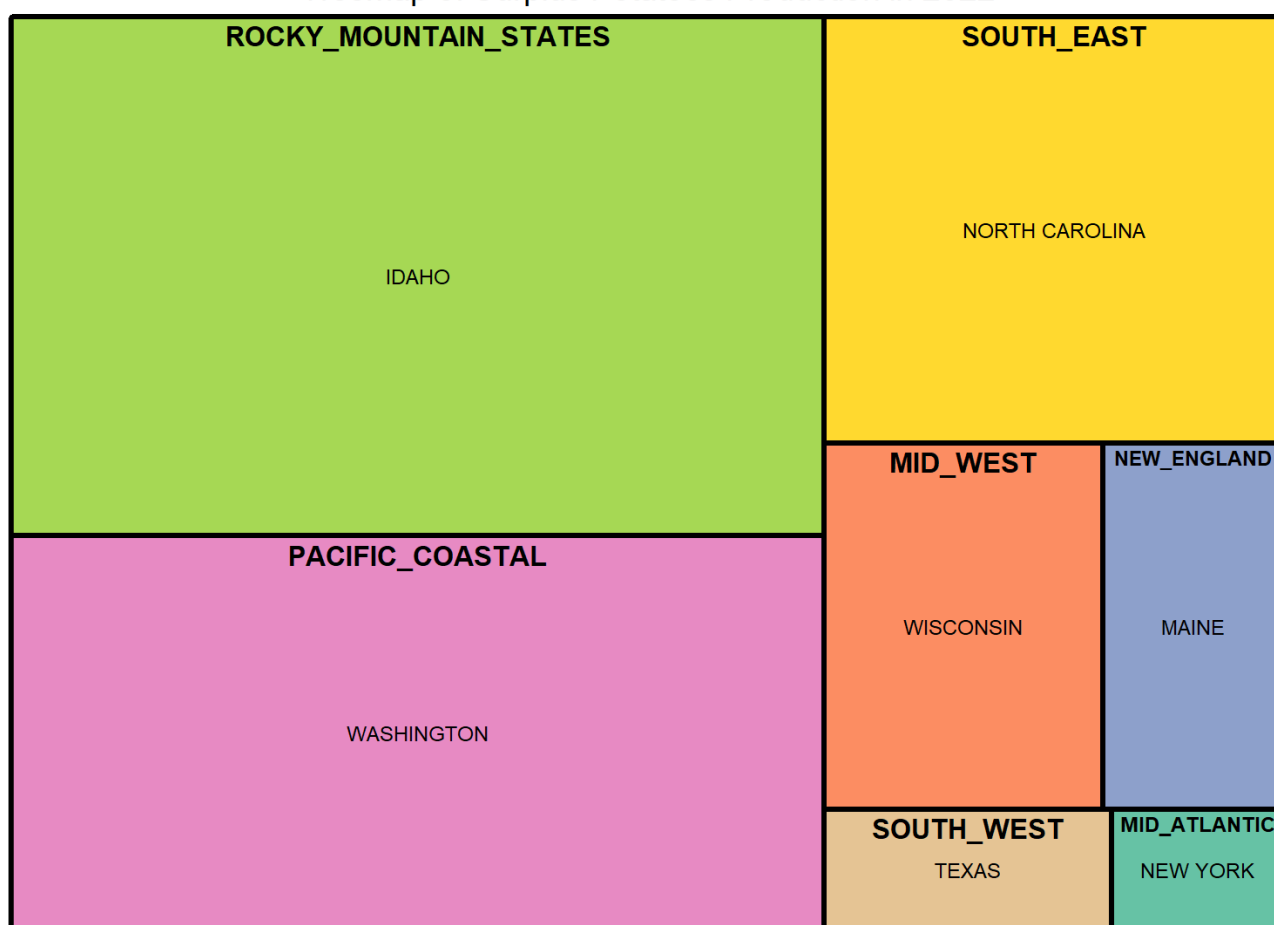 ROCKY_MOUNTAIN_STATES
IDAHO
SOUTH_EAST
NORTH CAROLINA
PACIFIC_COASTAL
WASHINGTON
MID_WEST
WISCONSIN
NEW_ENGLAND
MAINE
SOUTH_WEST
TEXAS
MID_ATLANTIC
NEW YORK